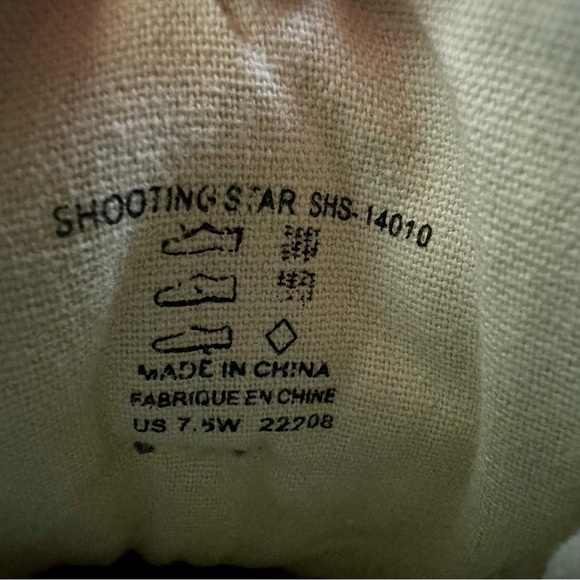 SHOOTING STAR SHS-14010
MADE IN CHINA
FABRIQUE EN CHINE
US 7.5W 22208